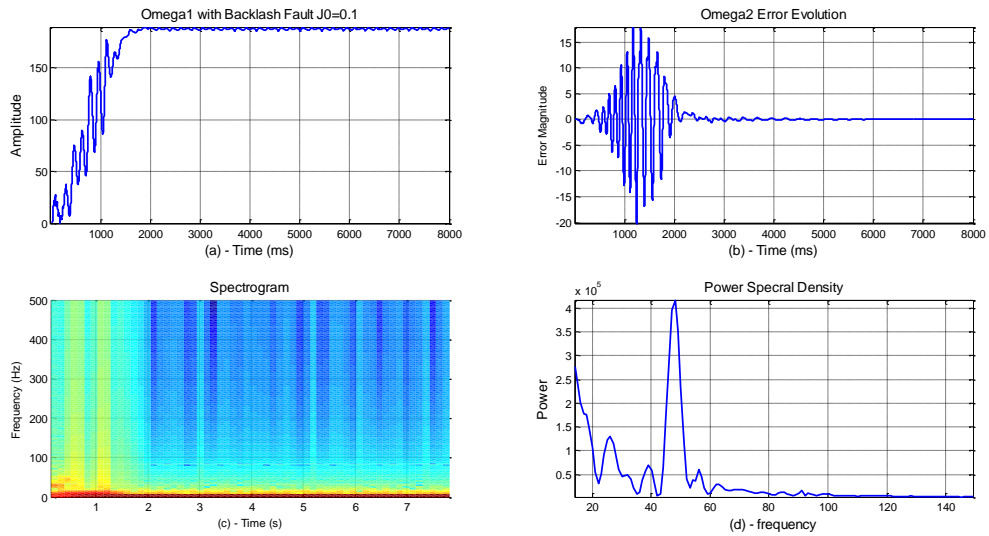 Omega1 with Backlash Fault J0=0.1
Amplitude
150
100
50
0
1000 2000 3000 4000 5000 6000 7000 8000
(a) - Time (ms)
Omega2 Error Evolution
Error Magnitude
15
10
5
0
-5
-10
-15
-20
1000 2000 3000 4000 5000 6000 7000 8000
(b) - Time (ms)
Spectrogram
Frequency (Hz)
500
400
300
200
100
0
1 2 3 4 5 6 7
(c) - Time (s)
Power Specral Density
x 10^5
Power
4
3.5
3
2.5
2
1.5
1
0.5
20 40 60 80 100 120 140
(d) - frequency